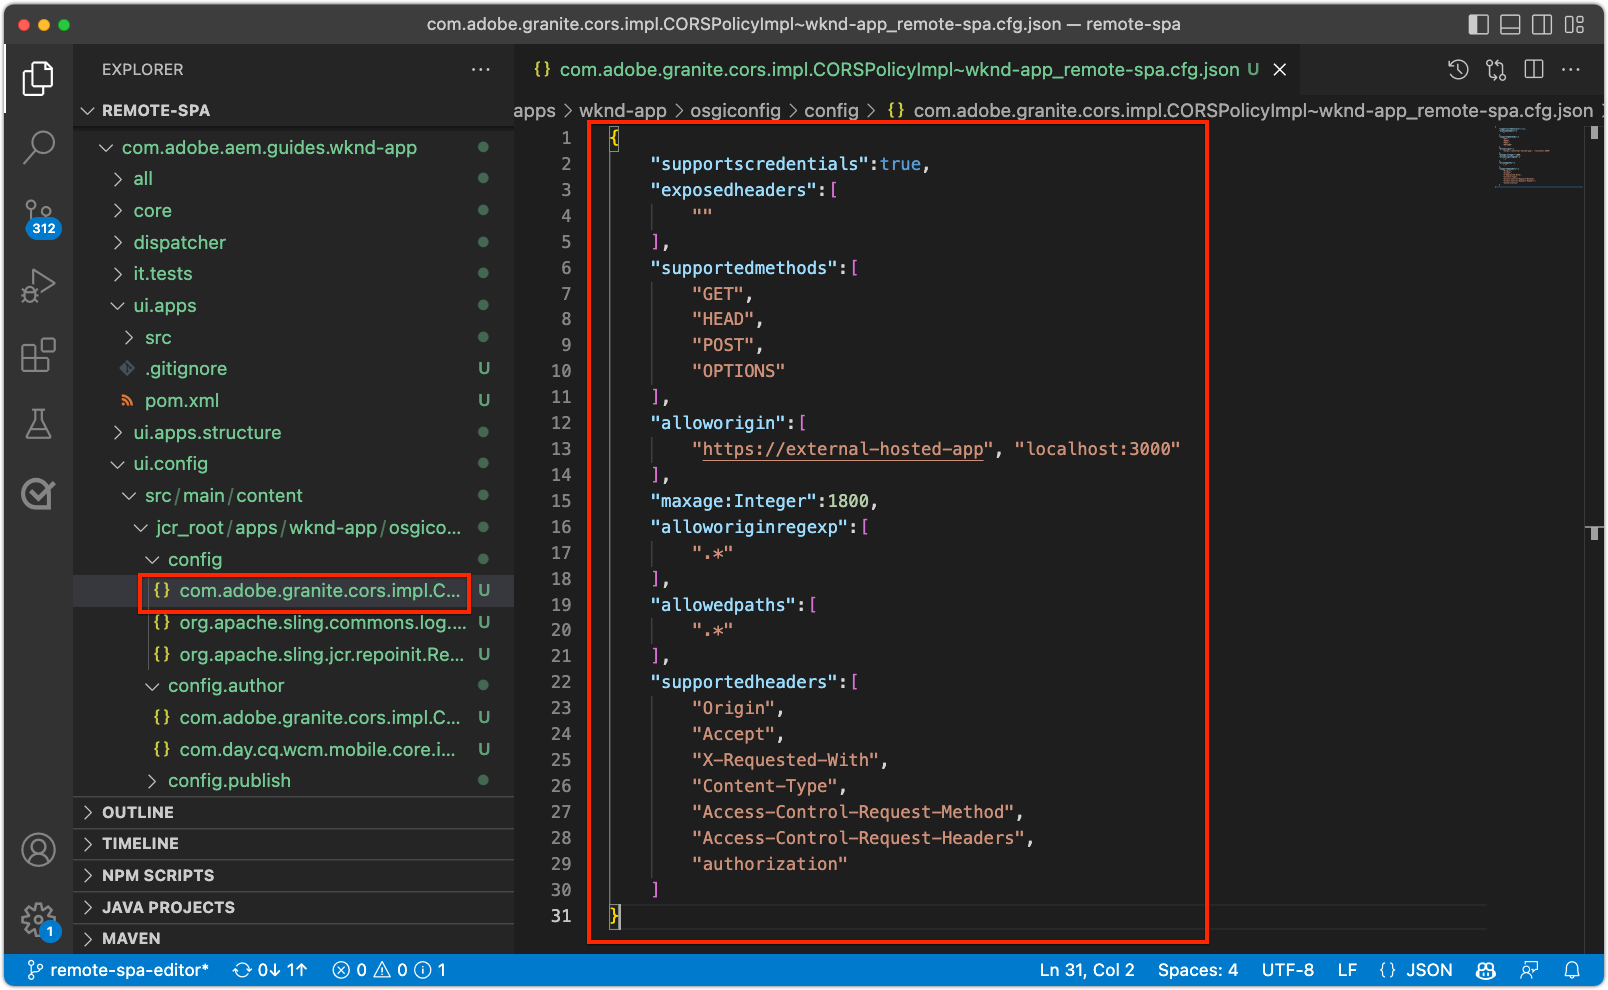 com.adobe.granite.cors.impl.CORSPolicyImpl~wknd-app_remote-spa.cfg.json — remote-spa
EXPLORER
REMOTE-SPA
com.adobe.aem.guides.wknd-app
all
core
dispatcher
it.tests
ui.apps
src
.gitignore U
pom.xml U
ui.apps.structure
ui.config
src/main/content
jcr_root/apps/wknd-app/osgico...
config
com.adobe.granite.cors.impl.C... U
org.apache.sling.commons.log.... U
org.apache.sling.jcr.repoinit.Re... U
config.author
com.adobe.granite.cors.impl.C... U
com.day.cq.wcm.mobile.core.i... U
config.publish
OUTLINE
TIMELINE
NPM SCRIPTS
JAVA PROJECTS
MAVEN
312
1
{} com.adobe.granite.cors.impl.CORSPolicyImpl~wknd-app_remote-spa.cfg.json U
apps > wknd-app > osgiconfig > config > {} com.adobe.granite.cors.impl.CORSPolicyImpl~wknd-app_remote-spa.cfg.json
1 {
2 "supportscredentials":true,
3 "exposedheaders":[
4 ""
5 ],
6 "supportedmethods":[
7 "GET",
8 "HEAD",
9 "POST",
10 "OPTIONS"
11 ],
12 "alloworigin":[
13 "https://external-hosted-app", "localhost:3000"
14 ],
15 "maxage:Integer":1800,
16 "alloworiginregexp":[
17 ".*"
18 ],
19 "allowedpaths":[
20 ".*"
21 ],
22 "supportedheaders":[
23 "Origin",
24 "Accept",
25 "X-Requested-With",
26 "Content-Type",
27 "Access-Control-Request-Method",
28 "Access-Control-Request-Headers",
29 "authorization"
30 ]
31 }
remote-spa-editor* 0↓ 1↑ 0 0 1 Ln 31, Col 2 Spaces: 4 UTF-8 LF {} JSON